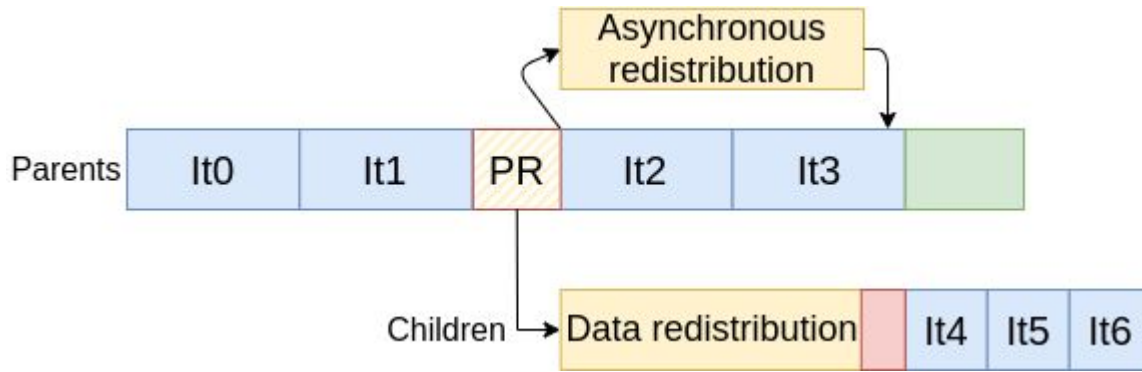 Asynchronous
redistribution
Parents
It0
It1
PR
It2
It3
Children
Data redistribution
It4
It5
It6